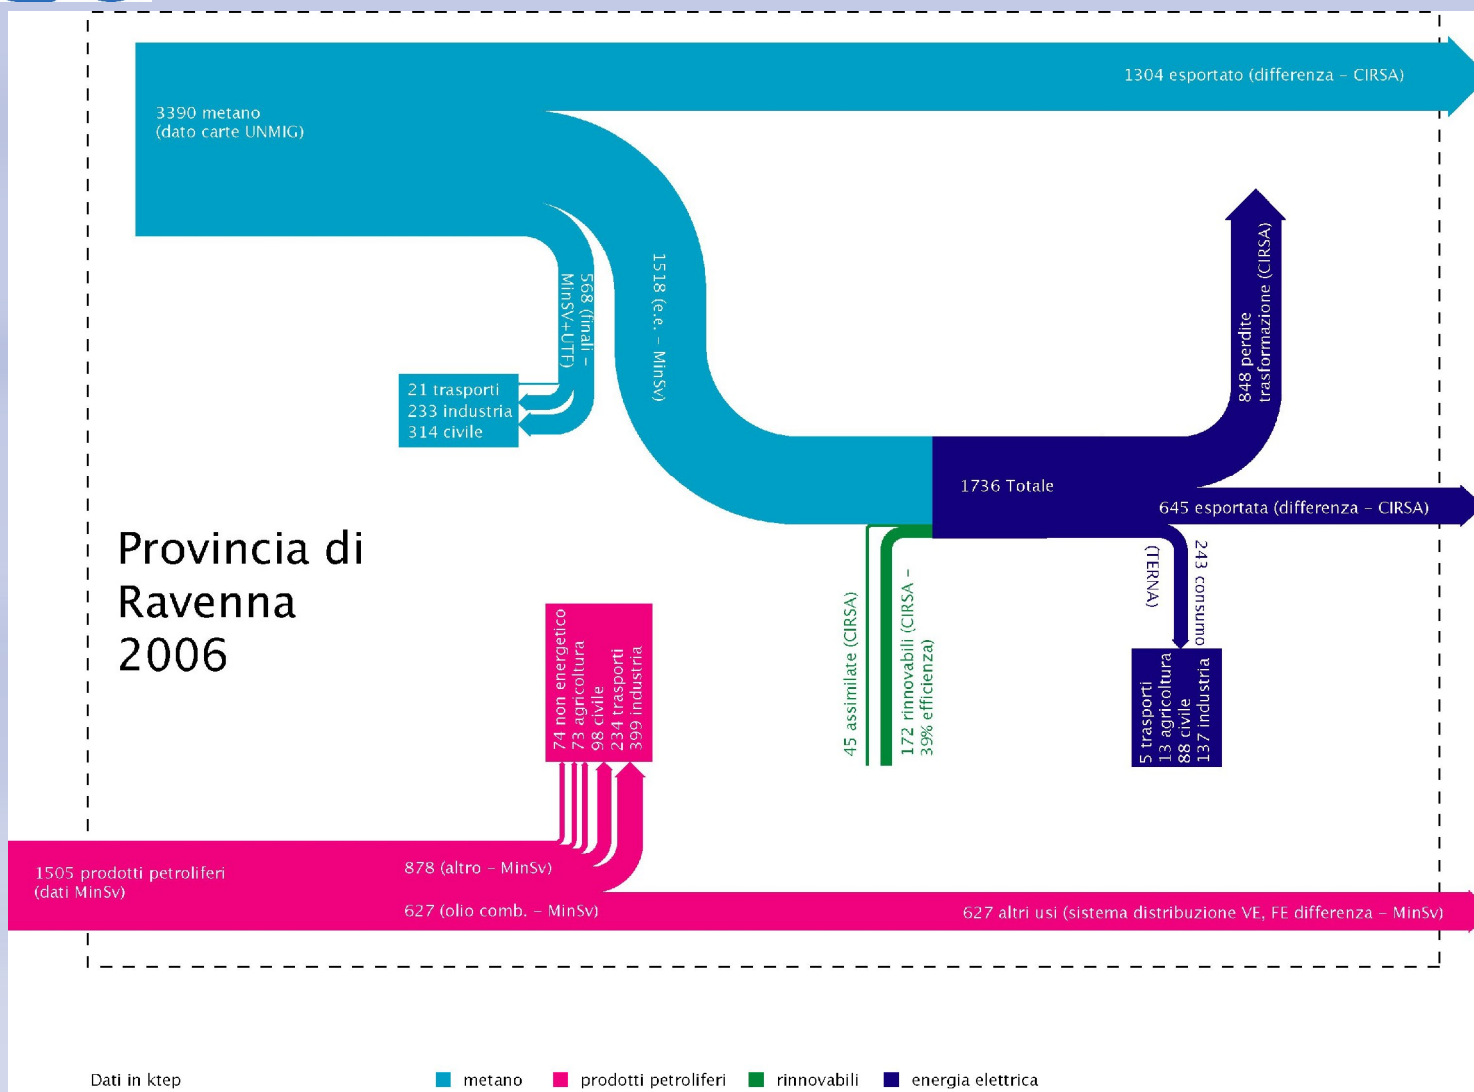 1304 esportato (differenza – CIRSA)
3390 metano
(dato carte UNMIG)
568 (finali –
MinSV+UTF)
1518 (e.e. – MinSv)
848 perdite
trasformazione (CIRSA)
21 trasporti
233 industria
314 civile
1736 Totale
645 esportata (differenza – CIRSA)
Provincia di
Ravenna
2006
243 consumo
(TERNA)
45 assimilate (CIRSA)
172 rinnovabili (CIRSA –
39% efficienza)
74 non energetico
73 agricoltura
98 civile
234 trasporti
399 industria
5 trasporti
13 agricoltura
88 civile
137 industria
1505 prodotti petroliferi
(dati MinSv)
878 (altro – MinSv)
627 (olio comb. – MinSv)
627 altri usi (sistema distribuzione VE, FE differenza – MinSv)
Dati in ktep
metano
prodotti petroliferi
rinnovabili
energia elettrica